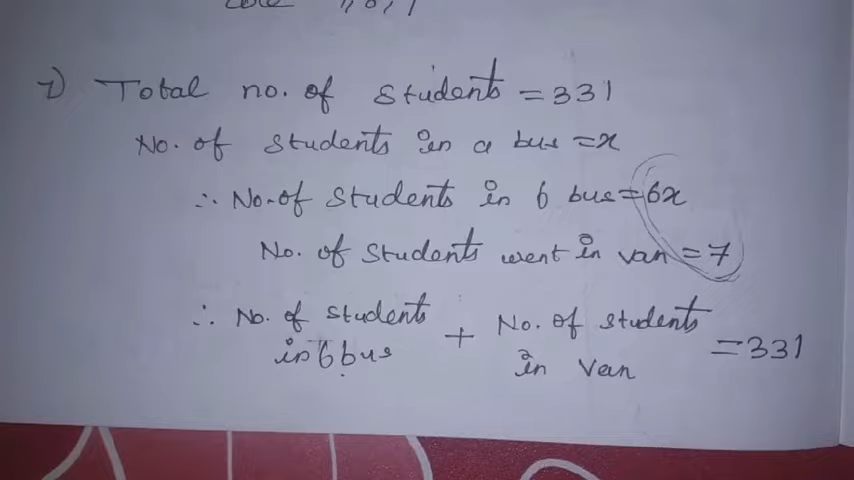 7) Total no. of students = 331
No. of students in a bus = x
∴ No. of students in 6 bus = 6x
No. of students went in van = 7
∴ No. of students in 6 bus + No. of students in van = 331